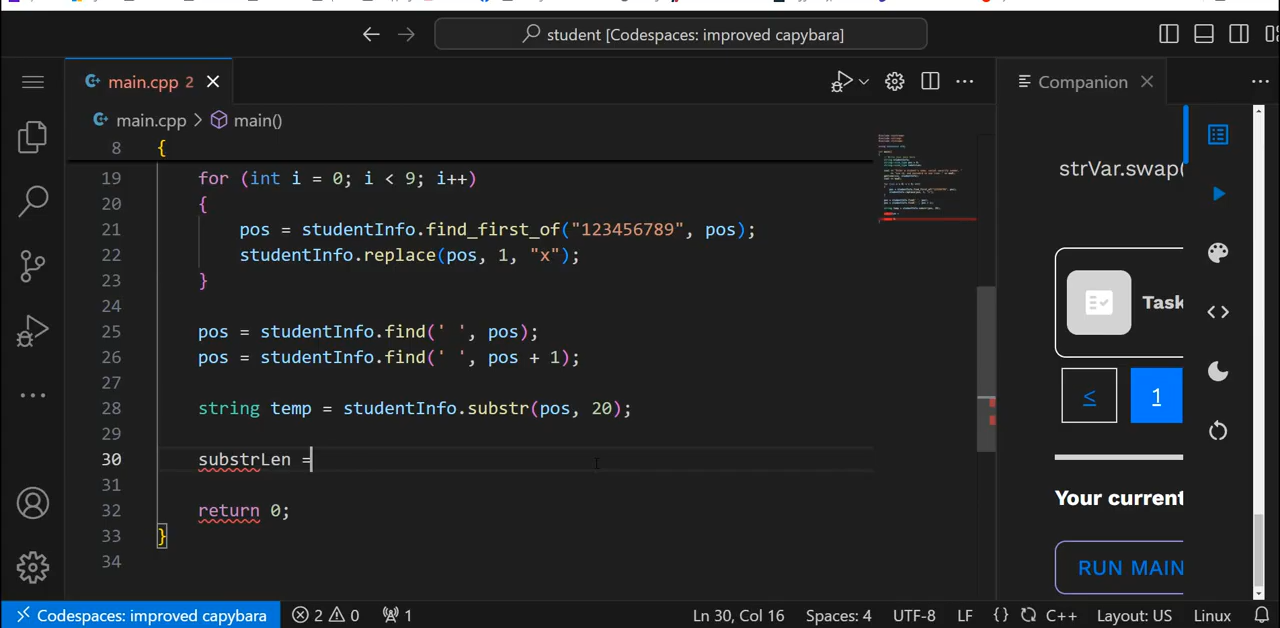 student [Codespaces: improved capybara]
main.cpp 2
Companion
main.cpp > main()
8 {
19 for (int i = 0; i < 9; i++)
20 {
21 pos = studentInfo.find_first_of("123456789", pos);
22 studentInfo.replace(pos, 1, "x");
23 }
24
25 pos = studentInfo.find(' ', pos);
26 pos = studentInfo.find(' ', pos + 1);
27
28 string temp = studentInfo.substr(pos, 20);
29
30 substrLen =
31
32 return 0;
33 }
34
strVar.swap(
Task
≤ 1
Your current
RUN MAIN
Codespaces: improved capybara 2 0 1 Ln 30, Col 16 Spaces: 4 UTF-8 LF {} C++ Layout: US Linux